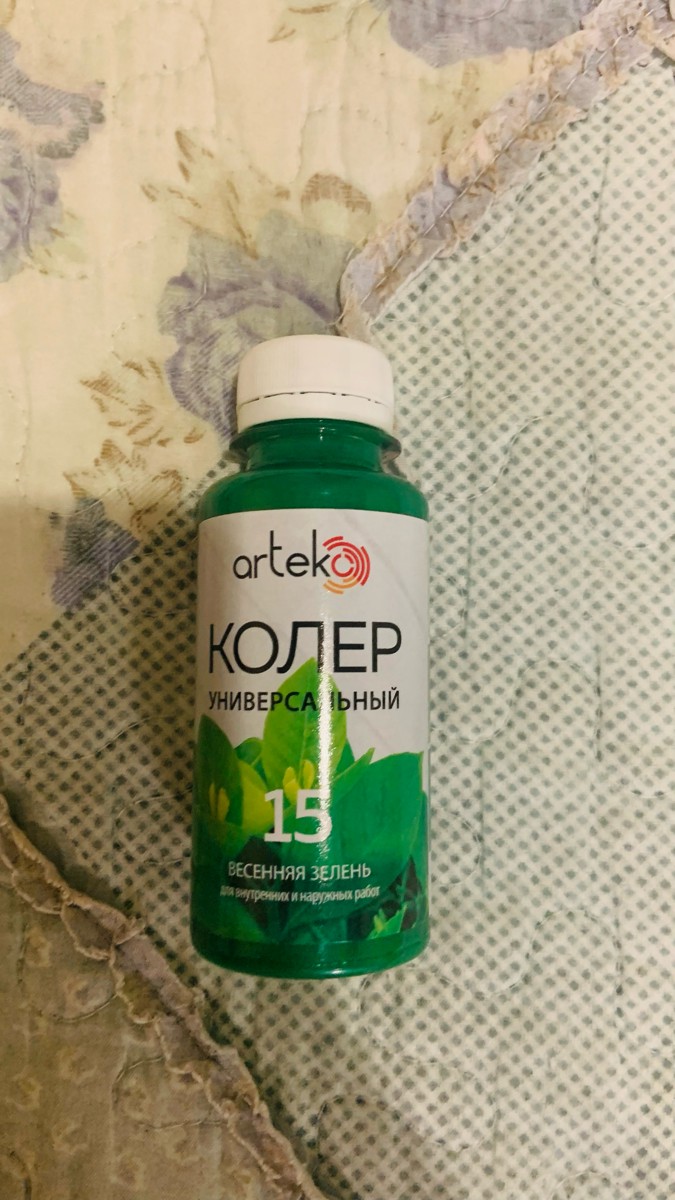 arteko
КОЛЕР
УНИВЕРСАЛЬНЫЙ
15
ВЕСЕННЯЯ ЗЕЛЕНЬ
для внутренних и наружных работ